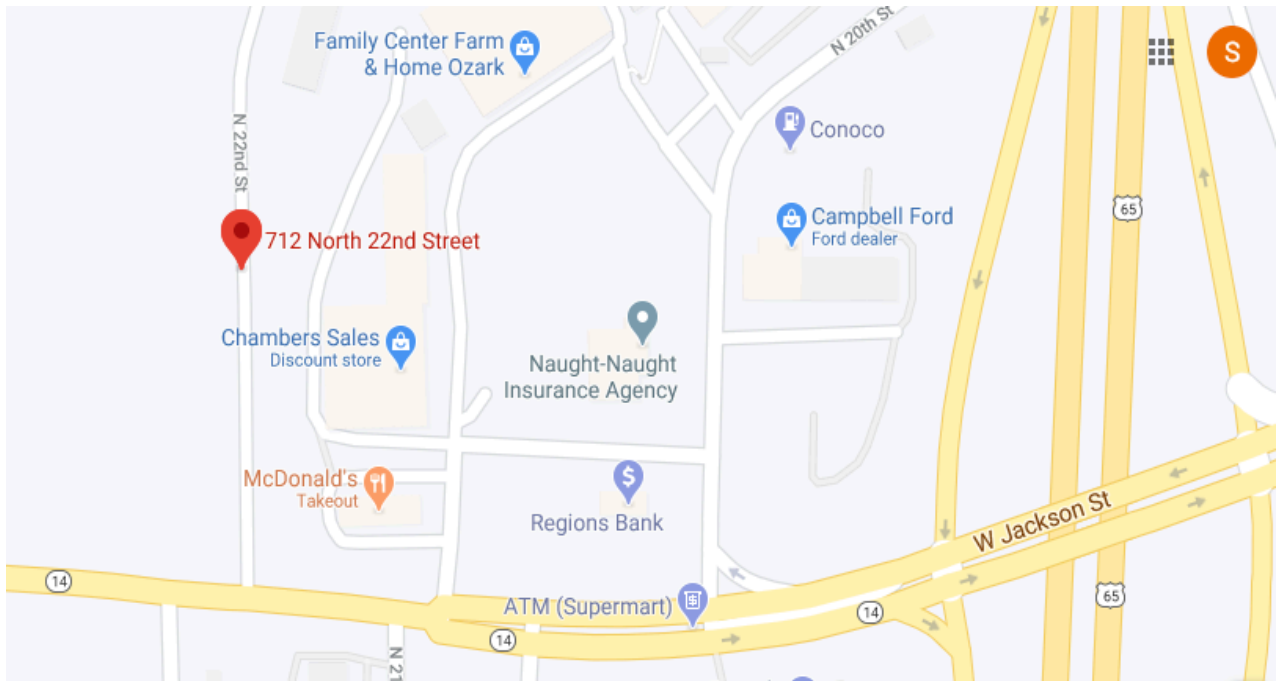 Family Center Farm
& Home Ozark
N 20th St
S
Conoco
N 22nd St
65
Campbell Ford
Ford dealer
712 North 22nd Street
Chambers Sales
Discount store
Naught-Naught
Insurance Agency
McDonald's
Takeout
Regions Bank
W Jackson St
14
65
ATM (Supermart)
14
14
N 21